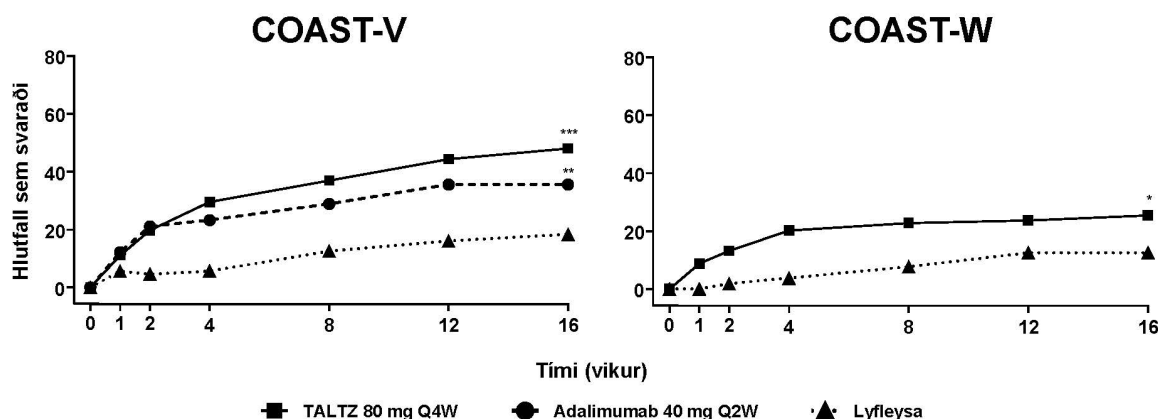 COAST-V
COAST-W
Hlutfall sem svaraði
80
60
40
20
0
***
**
0 1 2 4 8 12 16
80
60
40
20
0
*
0 1 2 4 8 12 16
Tími (vikur)
TALTZ 80 mg Q4W Adalimumab 40 mg Q2W Lyfleysa